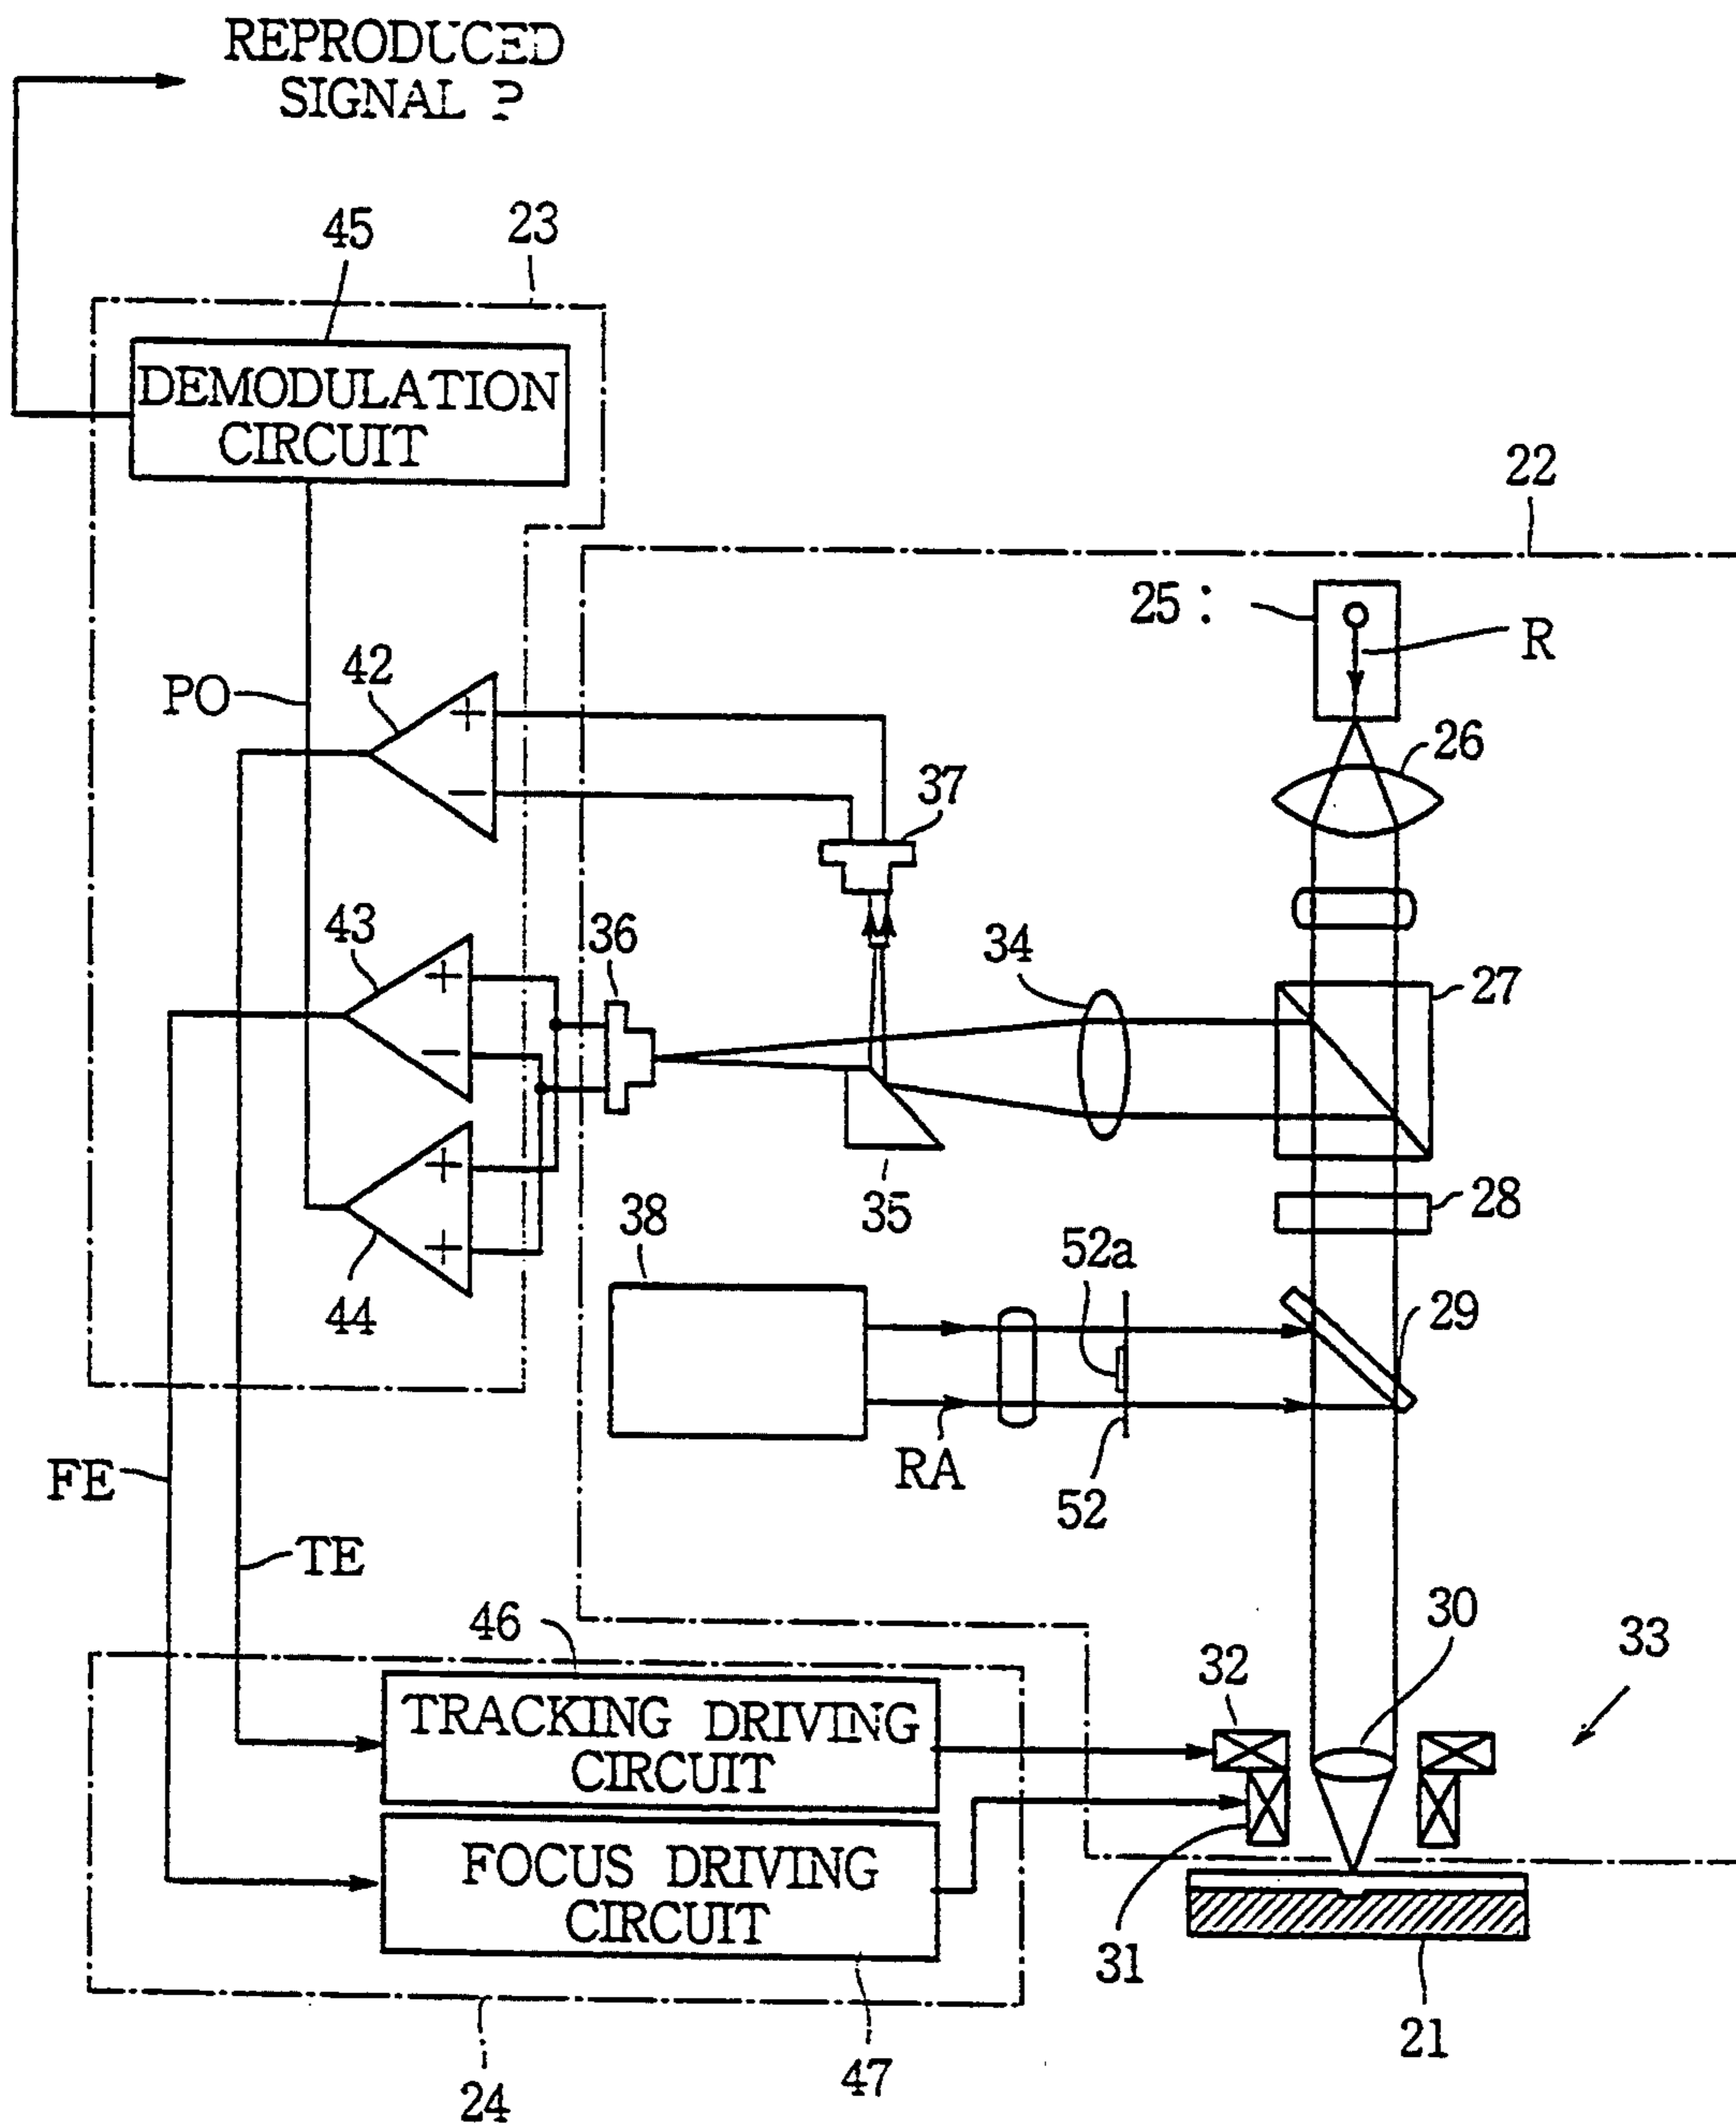 REPRODUCED
SIGNAL P
45
23
DEMODULATION
CIRCUIT
22
25 :
R
PO
42
+
−
26
37
43
+
−
36
34
27
44
+
+
35
28
38
52a
29
RA
52
FE
TE
46
TRACKING DRIVING
CIRCUIT
32
30
33
FOCUS DRIVING
CIRCUIT
31
21
24
47